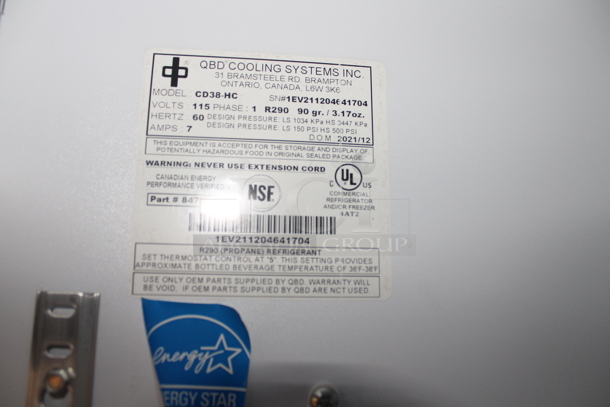 QBD COOLING SYSTEMS INC.
31 BRAMSTEELE RD. BRAMPTON
ONTARIO, CANADA, L6W 3K6
MODEL CD38-HC SN#1EV211204641704
VOLTS 115 PHASE: 1 R290 90 gr. / 3.17oz.
HERTZ 60 DESIGN PRESSURE: LS 1034 KPa HS 3447 KPa
AMPS: 7 DESIGN PRESSURE: LS 150 PSI HS 500 PSI
D.O.M. 2021/12
THIS EQUIPMENT IS ACCEPTED FOR THE STORAGE AND DISPLAY OF
POTENTIALLY HAZARDOUS FOOD IN ORIGINAL SEALED PACKAGE
WARNING: NEVER USE EXTENSION CORD
CANADIAN ENERGY
PERFORMANCE VERIFIED
NSF
C UL US
COMMERCIAL
REFRIGERATOR
AND/OR FREEZER
4AT2
Part #
1EV211204641704
GROUP
R290 (PROPANE) REFRIGERANT
SET THERMOSTAT CONTROL AT "5". THIS SETTING PROVIDES
APPROXIMATE BOTTLED BEVERAGE TEMPERATURE OF 36'F-38'F
USE ONLY OEM PARTS SUPPLIED BY QBD. WARRANTY WILL
BE VOID, IF OEM PARTS SUPPLIED BY QBD ARE NOT USED.
energy
ERGY STAR